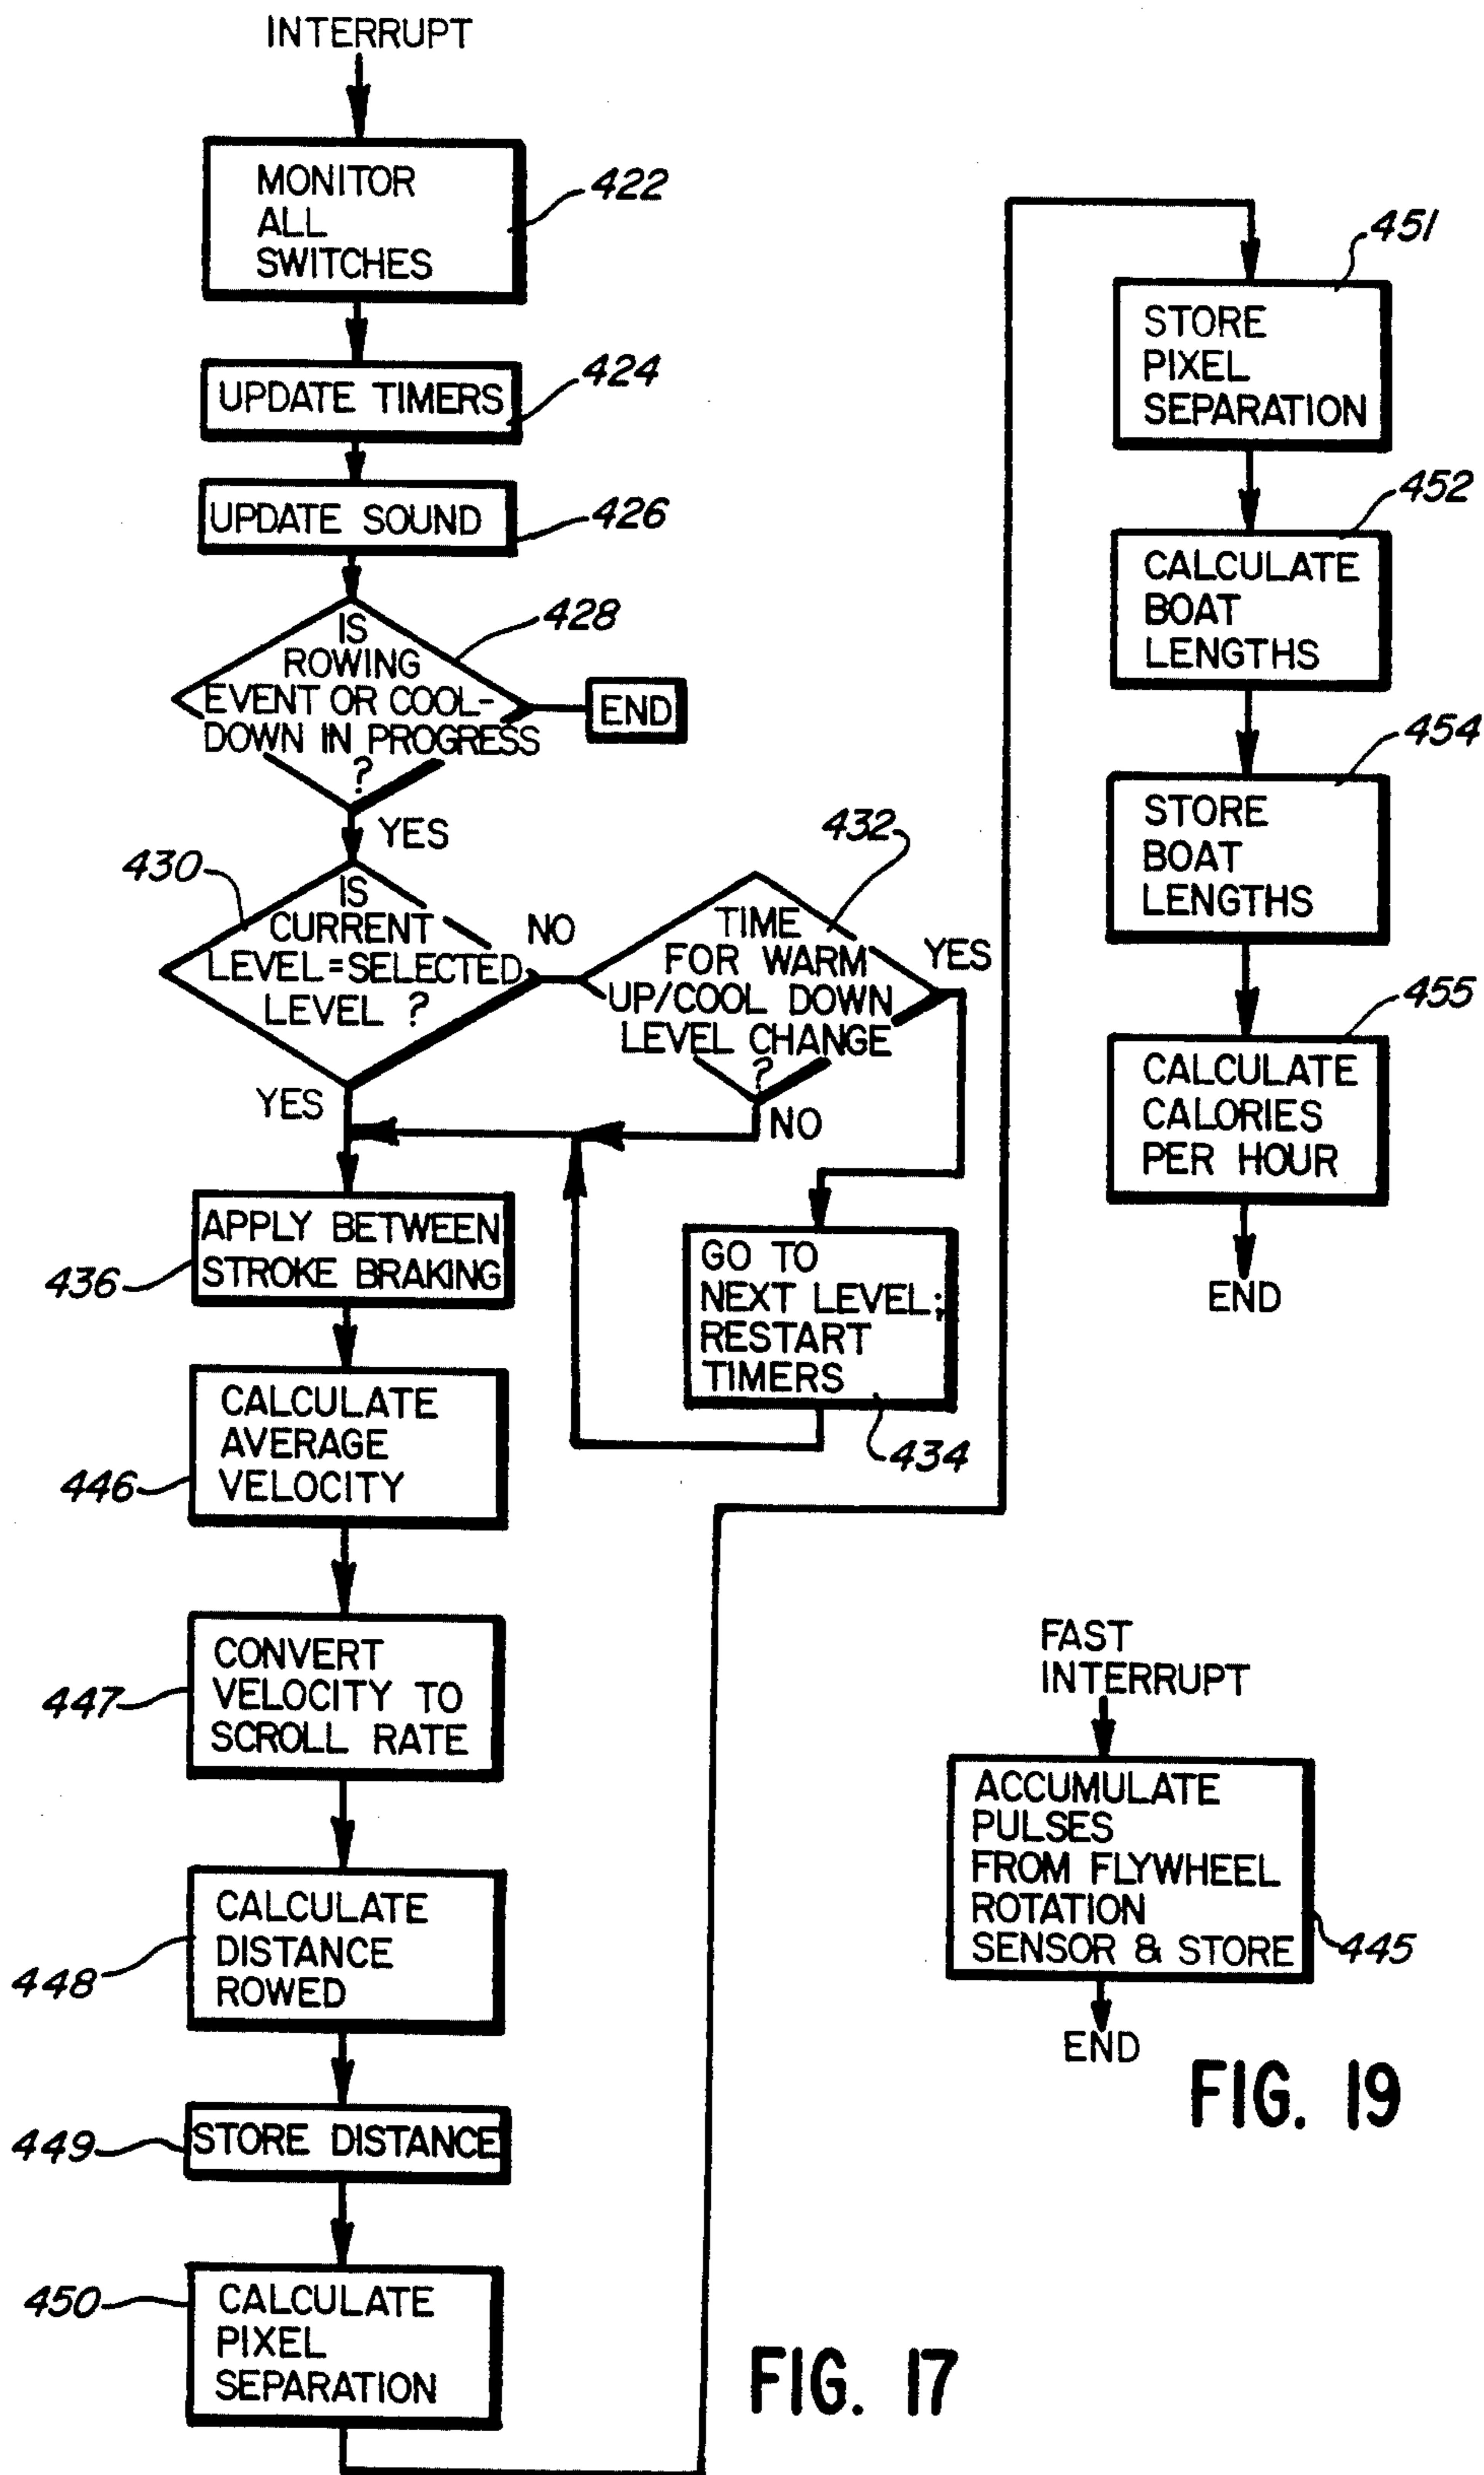 INTERRUPT
MONITOR
ALL
SWITCHES
422
UPDATE TIMERS
424
UPDATE SOUND
426
IS
ROWING
EVENT OR COOL-
DOWN IN PROGRESS
?
428
END
YES
430
IS
CURRENT
LEVEL=SELECTED
LEVEL ?
NO
432
TIME
FOR WARM
UP/COOL DOWN
LEVEL CHANGE
?
YES
YES
NO
APPLY BETWEEN
STROKE BRAKING
436
GO TO
NEXT LEVEL;
RESTART
TIMERS
434
CALCULATE
AVERAGE
VELOCITY
446
CONVERT
VELOCITY TO
SCROLL RATE
447
CALCULATE
DISTANCE
ROWED
448
STORE DISTANCE
449
CALCULATE
PIXEL
SEPARATION
450
FIG. 17
451
STORE
PIXEL
SEPARATION
452
CALCULATE
BOAT
LENGTHS
454
STORE
BOAT
LENGTHS
455
CALCULATE
CALORIES
PER HOUR
END
FAST
INTERRUPT
ACCUMULATE
PULSES
FROM FLYWHEEL
ROTATION
SENSOR & STORE
445
END
FIG. 19